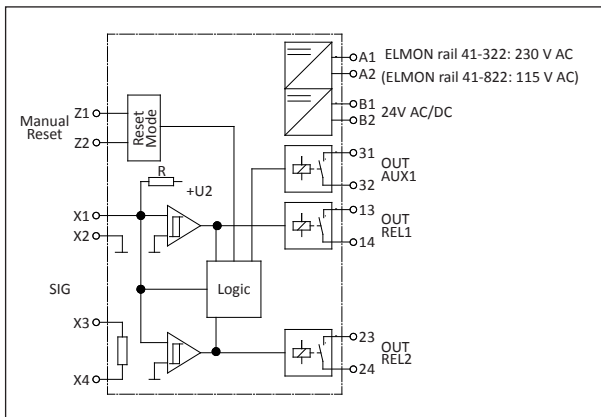 A1 ELMON rail 41-322: 230 V AC
A2 (ELMON rail 41-822: 115 V AC)
B1
B2
24V AC/DC
Manual
Reset
Z1
Z2
Reset
Mode
31
32
OUT
AUX1
R
+U2
X1
X2
13
14
OUT
REL1
SIG
Logic
X3
X4
23
24
OUT
REL2